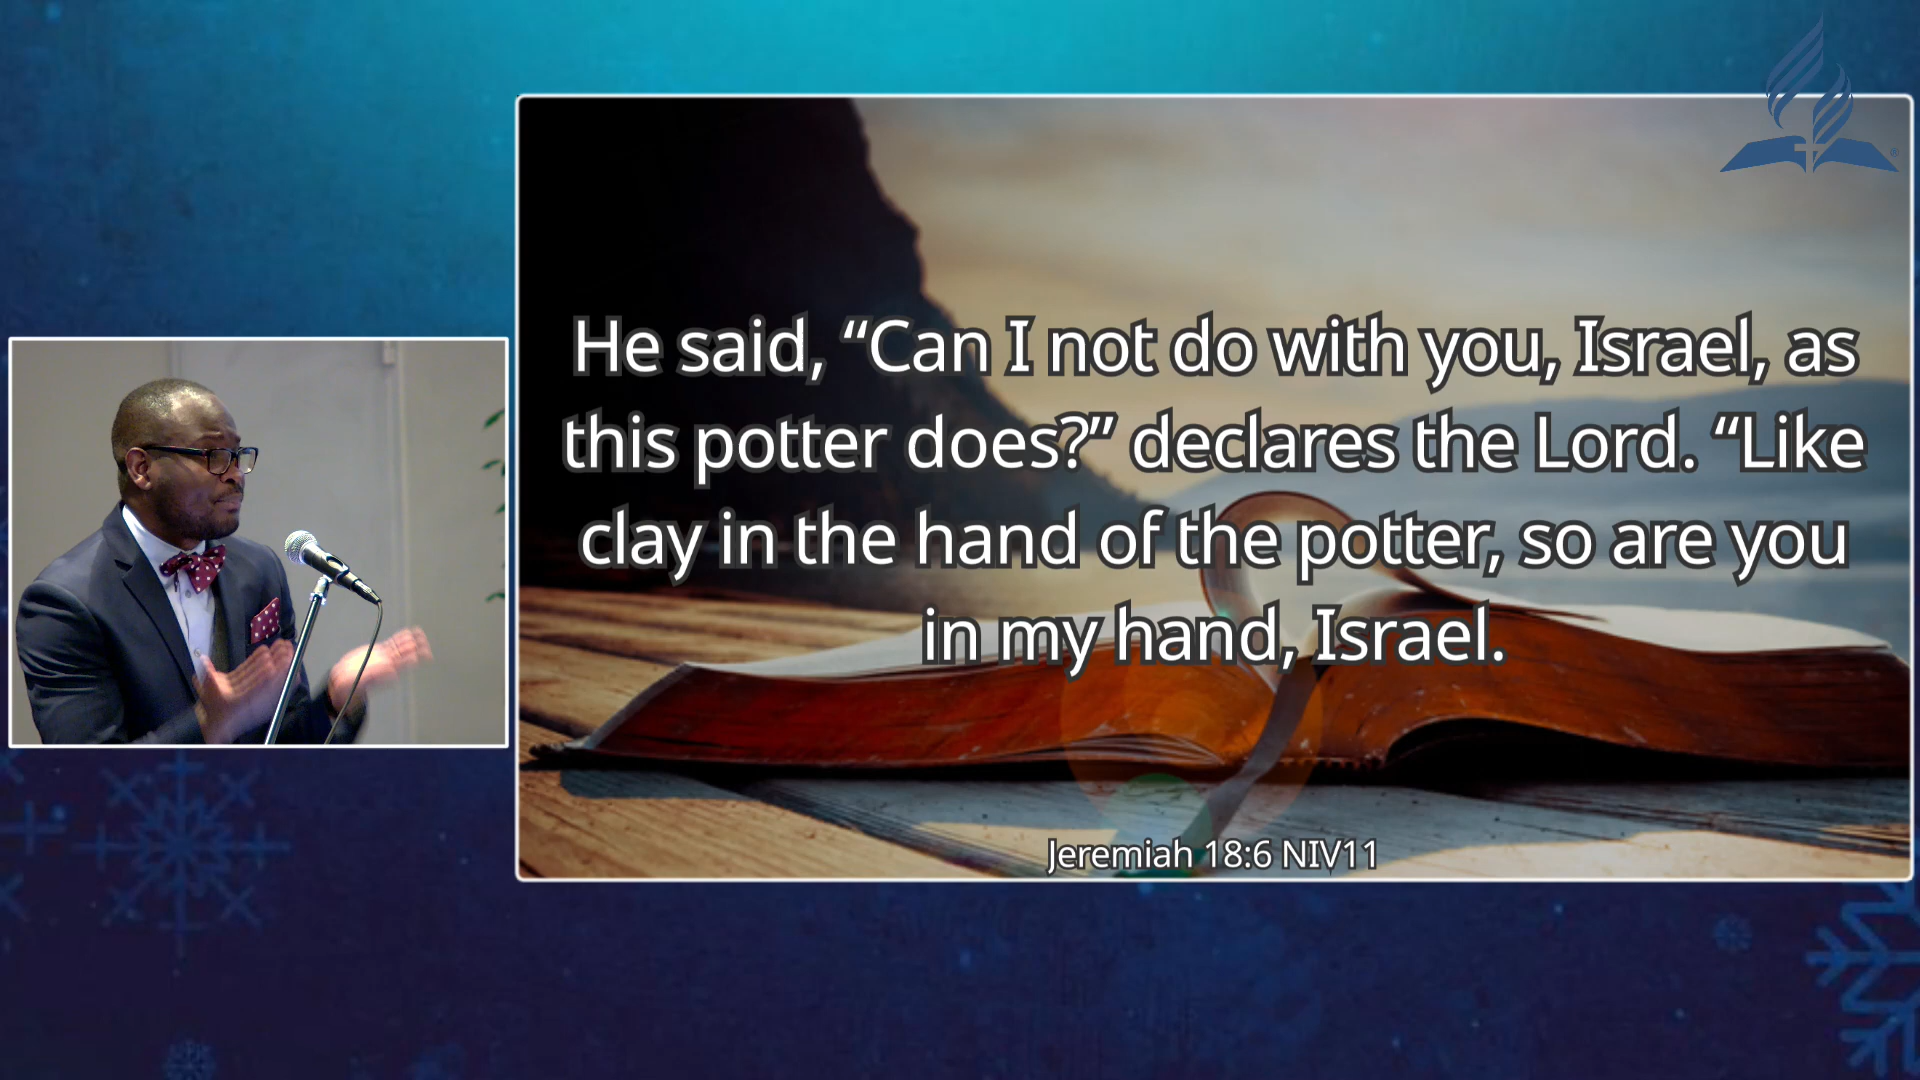 He said, “Can I not do with you, Israel, as
this potter does?” declares the Lord. “Like
clay in the hand of the potter, so are you
in my hand, Israel.
Jeremiah 18:6 NIV11
®